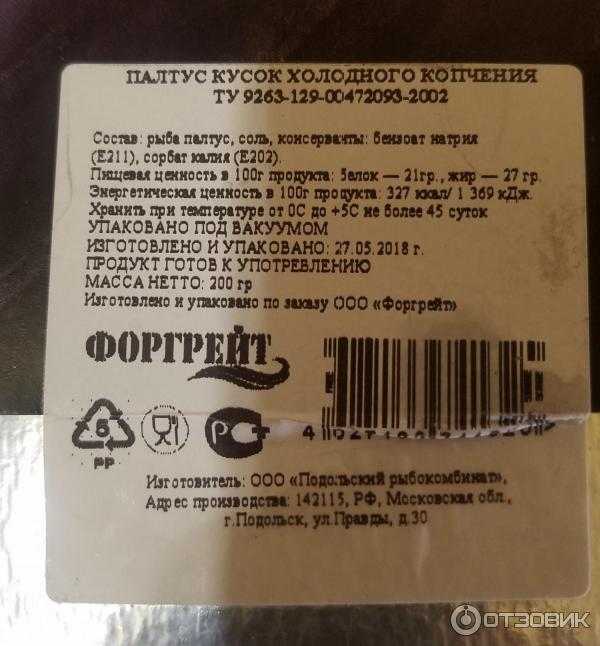 ПАЛТУС КУСОК ХОЛОДНОГО КОПЧЕНИЯ
ТУ 9263-129-00472093-2002
Состав: рыба палтус, соль, консерванты: бензоат натрия
(Е211), сорбат калия (Е202).
Пищевая ценность в 100г продукта: белок — 21гр., жир — 27 гр.
Энергетическая ценность в 100г продукта: 327 ккал/ 1 369 кДж.
Хранить при температуре от 0С до +5С не более 45 суток
УПАКОВАНО ПОД ВАКУУМОМ
ИЗГОТОВЛЕНО И УПАКОВАНО: 27.05.2018 г.
ПРОДУКТ ГОТОВ К УПОТРЕБЛЕНИЮ
МАССА НЕТТО: 200 гр
Изготовлено и упаковано по заказу ООО «Форгрейт»
ФОРГРЕЙТ
5
PP
РСТ
Изготовитель: ООО «Подольский рыбокомбинат»,
Адрес производства: 142115, РФ, Московская обл.,
г.Подольск, ул.Правды, д.30
ОТЗОВИК